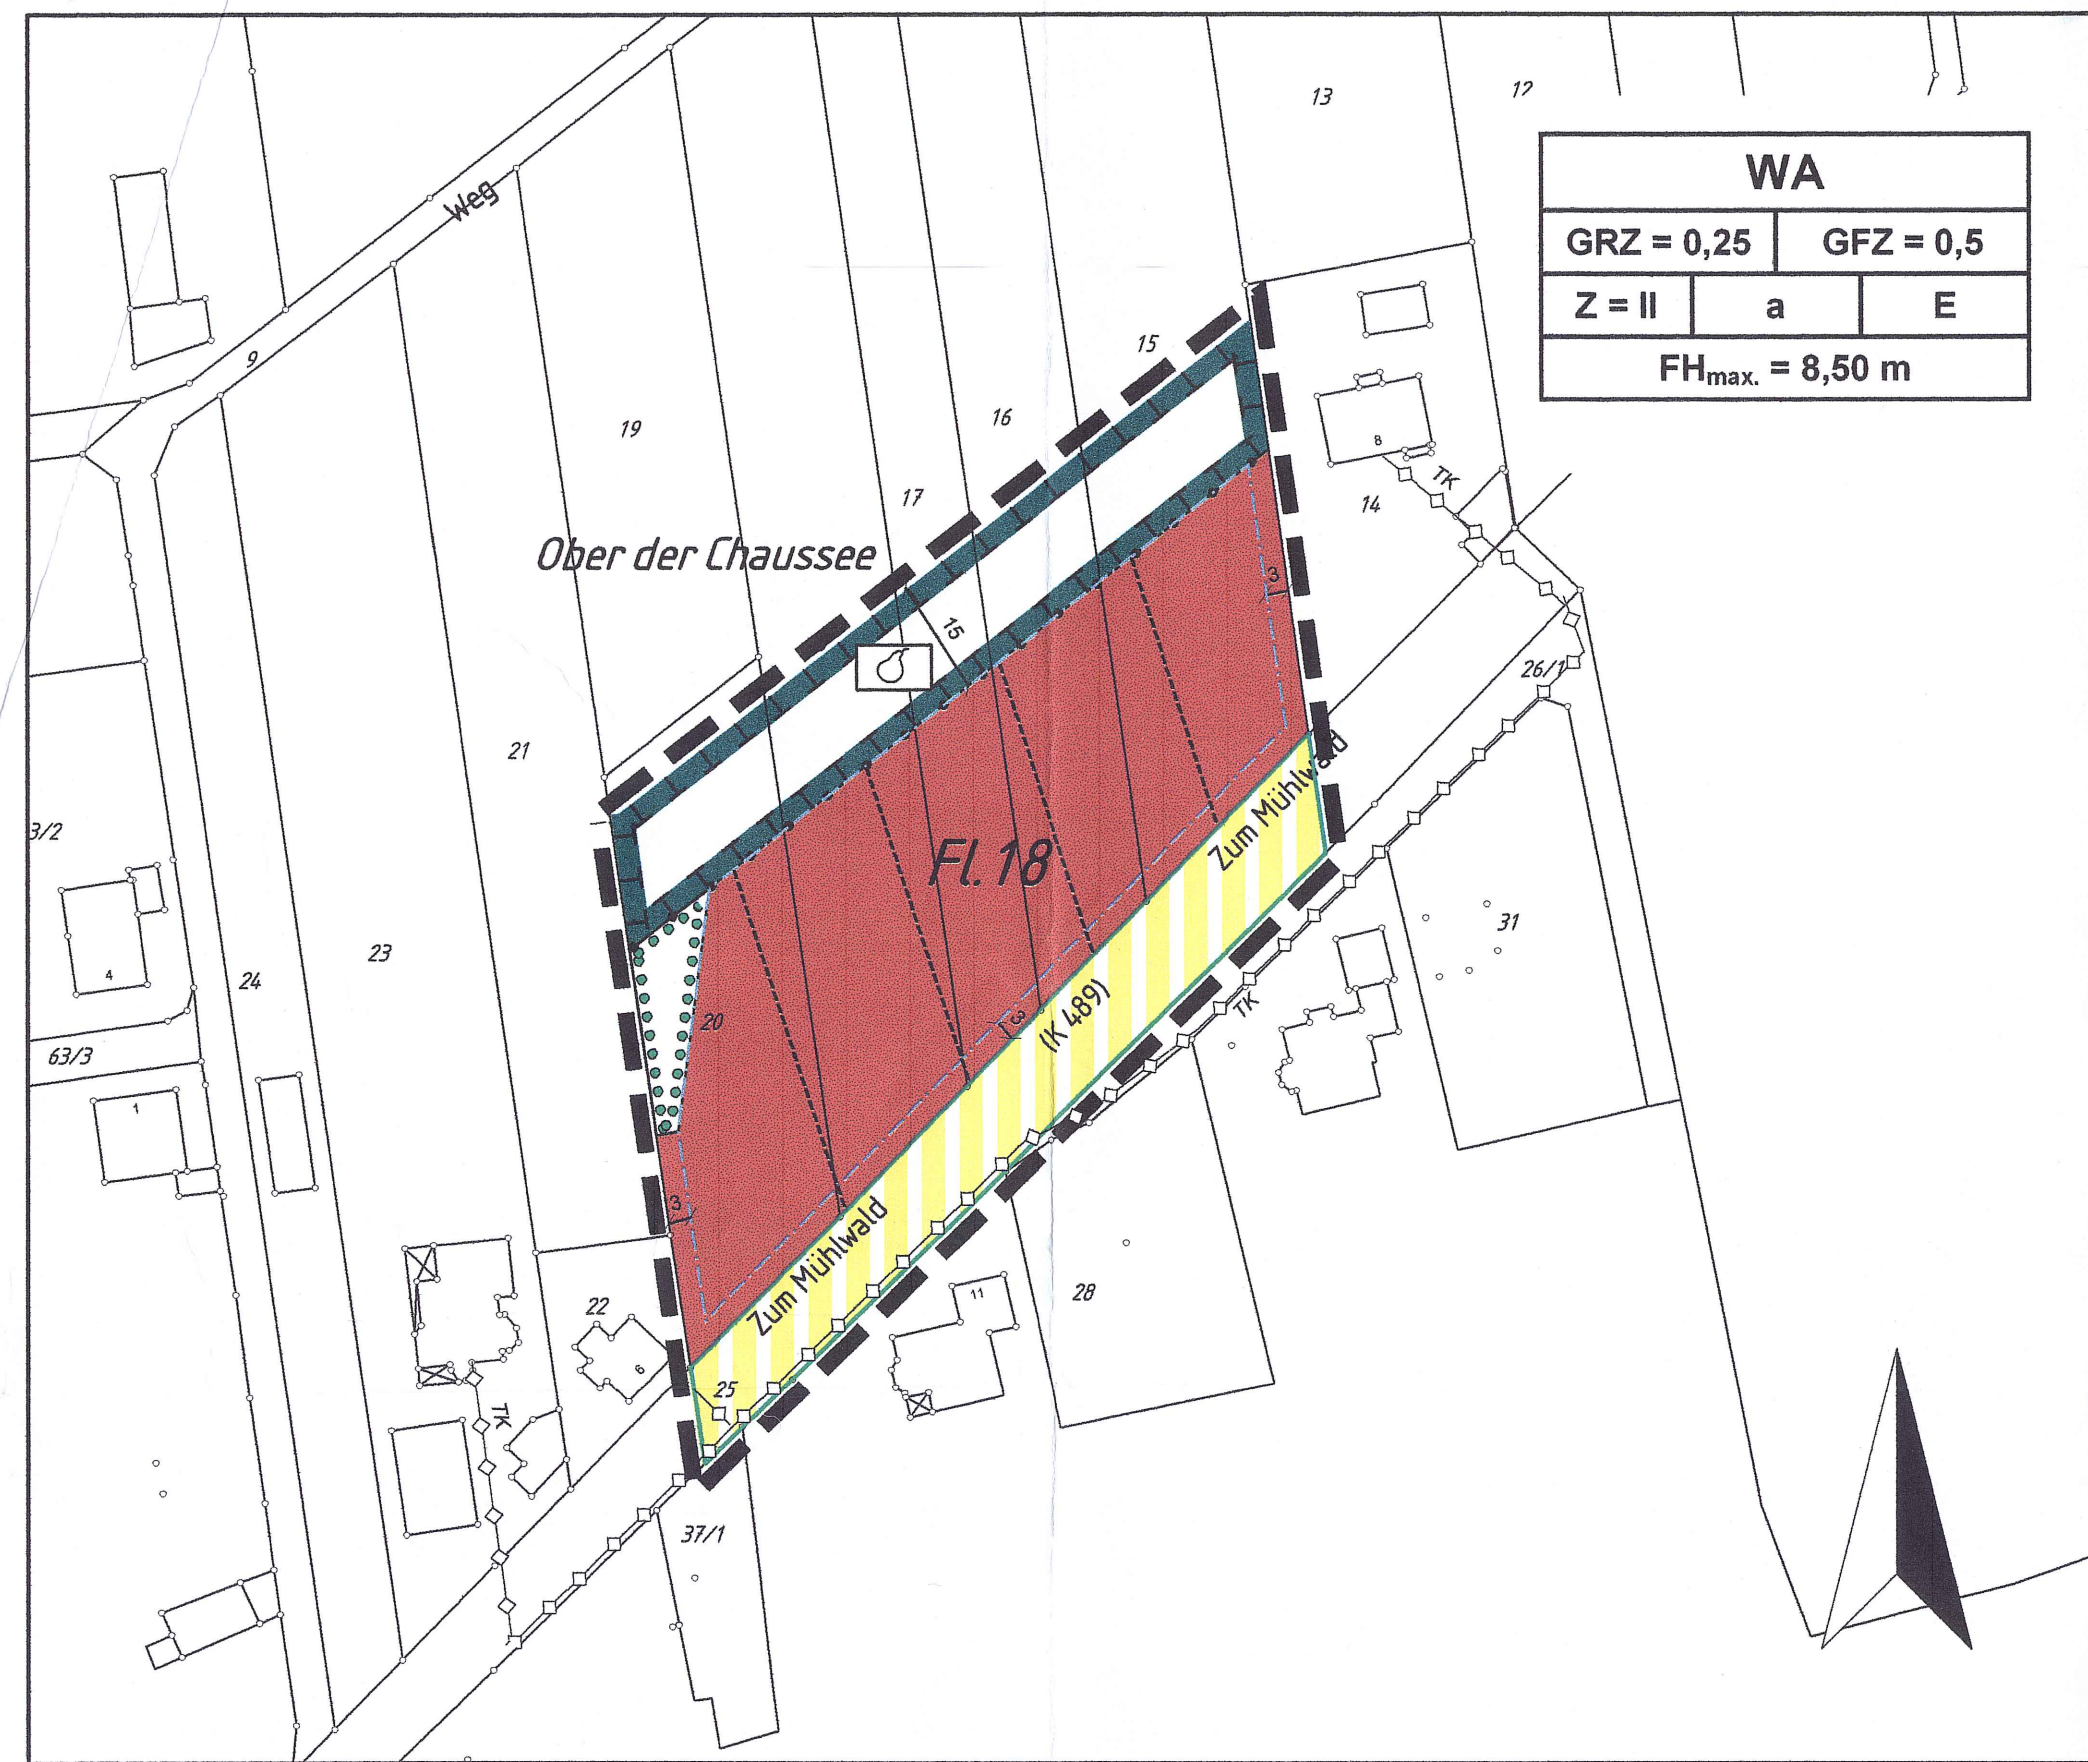 13
12
WA
GRZ = 0,25
GFZ = 0,5
Z = II
a
E
FHmax. = 8,50 m
Weg
9
15
16
19
8
TK
17
14
Ober der Chaussee
3
15
26/1
21
Zum Mühlwald
3/2
Fl. 18
31
23
4
24
20
3
(K 489)
TK
63/3
1
3
Zum Mühlwald
28
11
22
6
25
TK
37/1